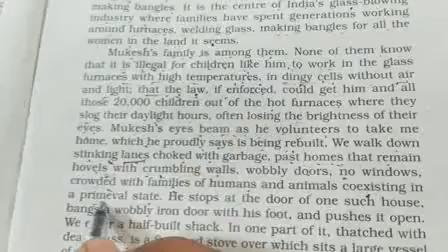 making bangles. It is the centre of India's glass-blowing
industry where families have spent generations working
around furnaces, welding glass, making bangles for all the
women in the land it seems.
Mukesh's family is among them. None of them know
that it is illegal for children like him to work in the glass
furnaces with high temperatures, in dingy cells without air
and light; that the law, if enforced, could get him and all
those 20,000 children out of the hot furnaces where they
slog their daylight hours, often losing the brightness of their
eyes. Mukesh's eyes beam as he volunteers to take me
home, which he proudly says is being rebuilt. We walk down
stinking lanes choked with garbage, past homes that remain
hovels with crumbling walls, wobbly doors, no windows,
crowded with families of humans and animals coexisting in
a primeval state. He stops at the door of one such house,
bangs a wobbly iron door with his foot, and pushes it open.
We a half-built shack. In one part of it, thatched with
dea is a stove over which sits a large vessel
of